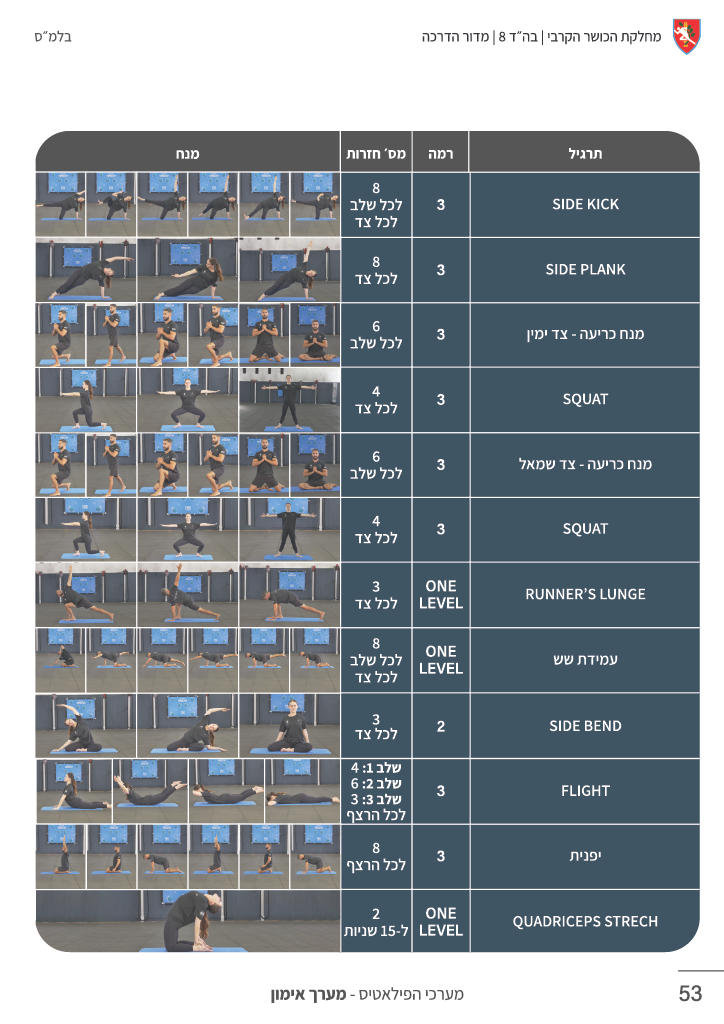 מחלקת הכושר הקרבי | בה״ד 8 | מדור הדרכה
בלמ״ס
תרגיל רמה מס׳ חזרות מנח
SIDE KICK 3 8
לכל שלב
לכל צד
SIDE PLANK 3 8
לכל צד
מנח כריעה - צד ימין 3 6
לכל שלב
SQUAT 3 4
לכל צד
מנח כריעה - צד שמאל 3 6
לכל שלב
SQUAT 3 4
לכל צד
RUNNER’S LUNGE
ONE
LEVEL
3
לכל צד
עמידת שש
ONE
LEVEL
8
לכל שלב
לכל צד
SIDE BEND 2 3
לכל צד
FLIGHT 3
שלב 1: 4
שלב 2: 6
שלב 3: 3
לכל הרצף
יפנית 3 8
לכל הרצף
QUADRICEPS STRECH
ONE
LEVEL
2
ל-15 שניות
מערכי הפילאטיס - מערך אימון
53